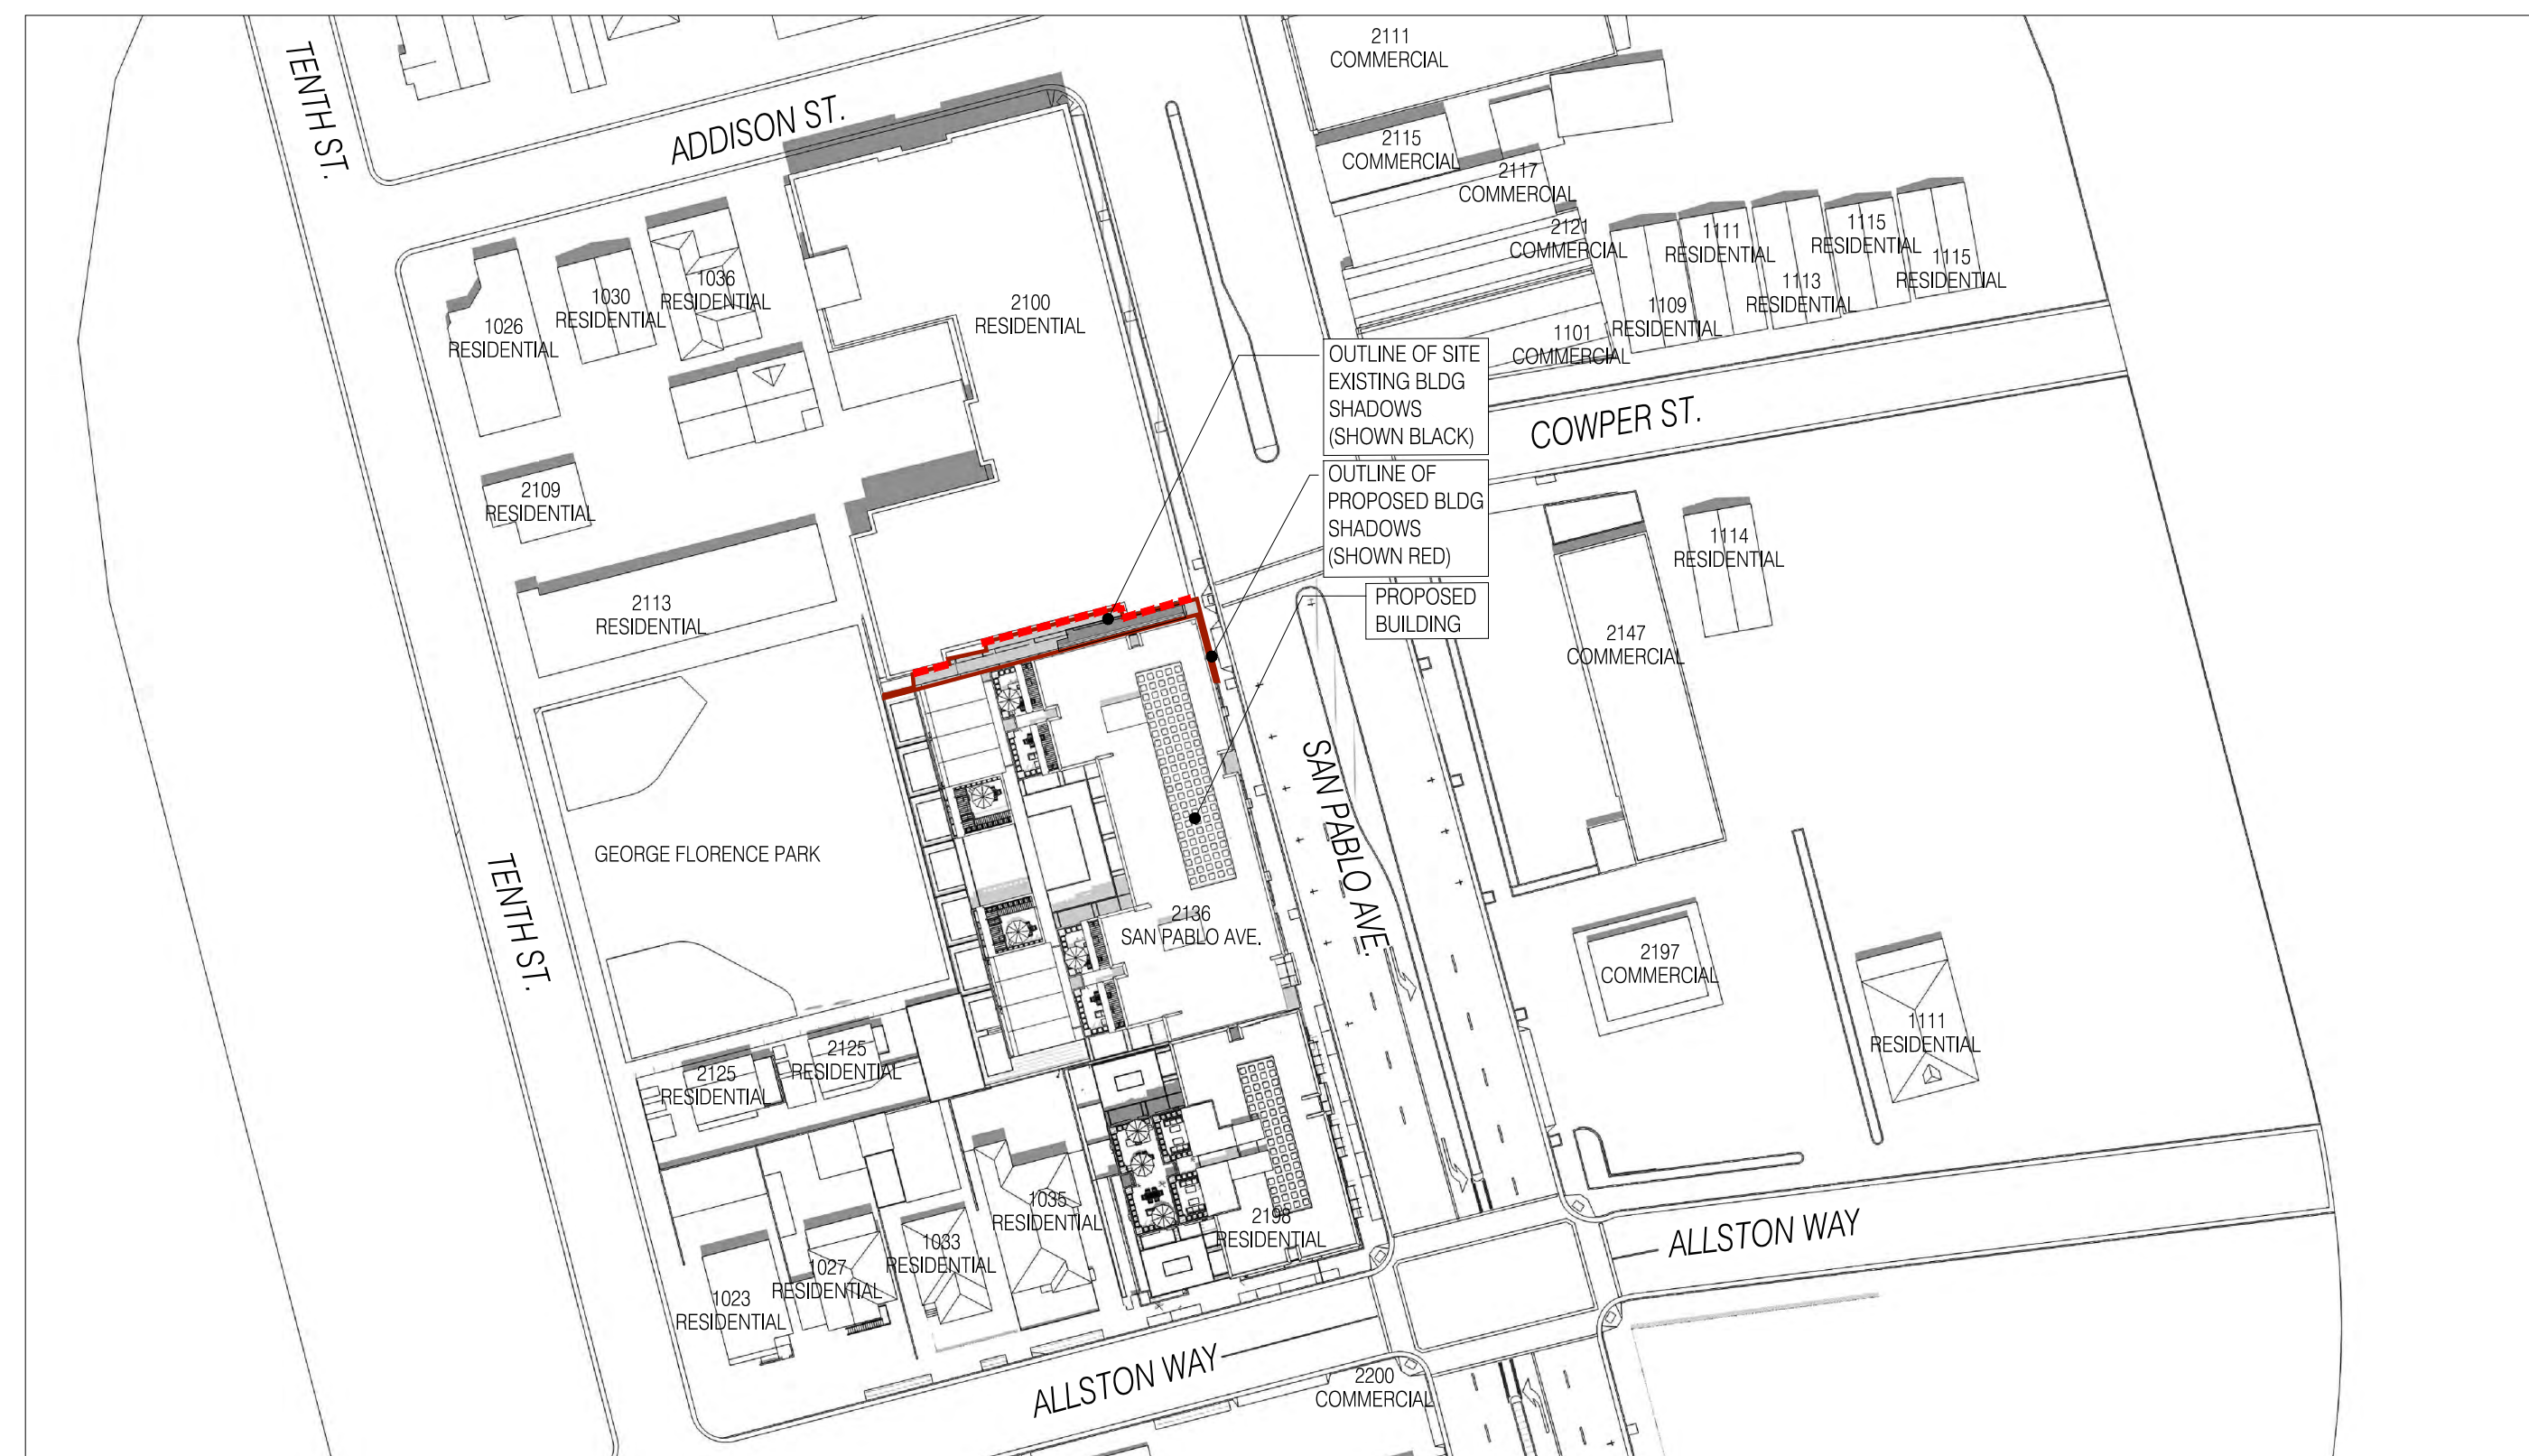 2111
COMMERCIAL
TENTH ST.
ADDISON ST.
2115
COMMERCIAL
2117
COMMERCIAL
2121
COMMERCIAL
1111
RESIDENTIAL
1115
RESIDENTIAL
1115
RESIDENTIAL
1036
RESIDENTIAL
1030
RESIDENTIAL
1026
RESIDENTIAL
2100
RESIDENTIAL
1113
RESIDENTIAL
1109
RESIDENTIAL
1101
COMMERCIAL
OUTLINE OF SITE
EXISTING BLDG
SHADOWS
(SHOWN BLACK)
COWPER ST.
OUTLINE OF
PROPOSED BLDG
SHADOWS
(SHOWN RED)
2109
RESIDENTIAL
1114
RESIDENTIAL
PROPOSED
BUILDING
2113
RESIDENTIAL
2147
COMMERCIAL
SAN PABLO AVE.
GEORGE FLORENCE PARK
TENTH ST.
2136
SAN PABLO AVE.
2197
COMMERCIAL
1111
RESIDENTIAL
2125
RESIDENTIAL
2125
RESIDENTIAL
1035
RESIDENTIAL
2198
RESIDENTIAL
1033
RESIDENTIAL
1027
RESIDENTIAL
1023
RESIDENTIAL
ALLSTON WAY
ALLSTON WAY
2200
COMMERCIAL